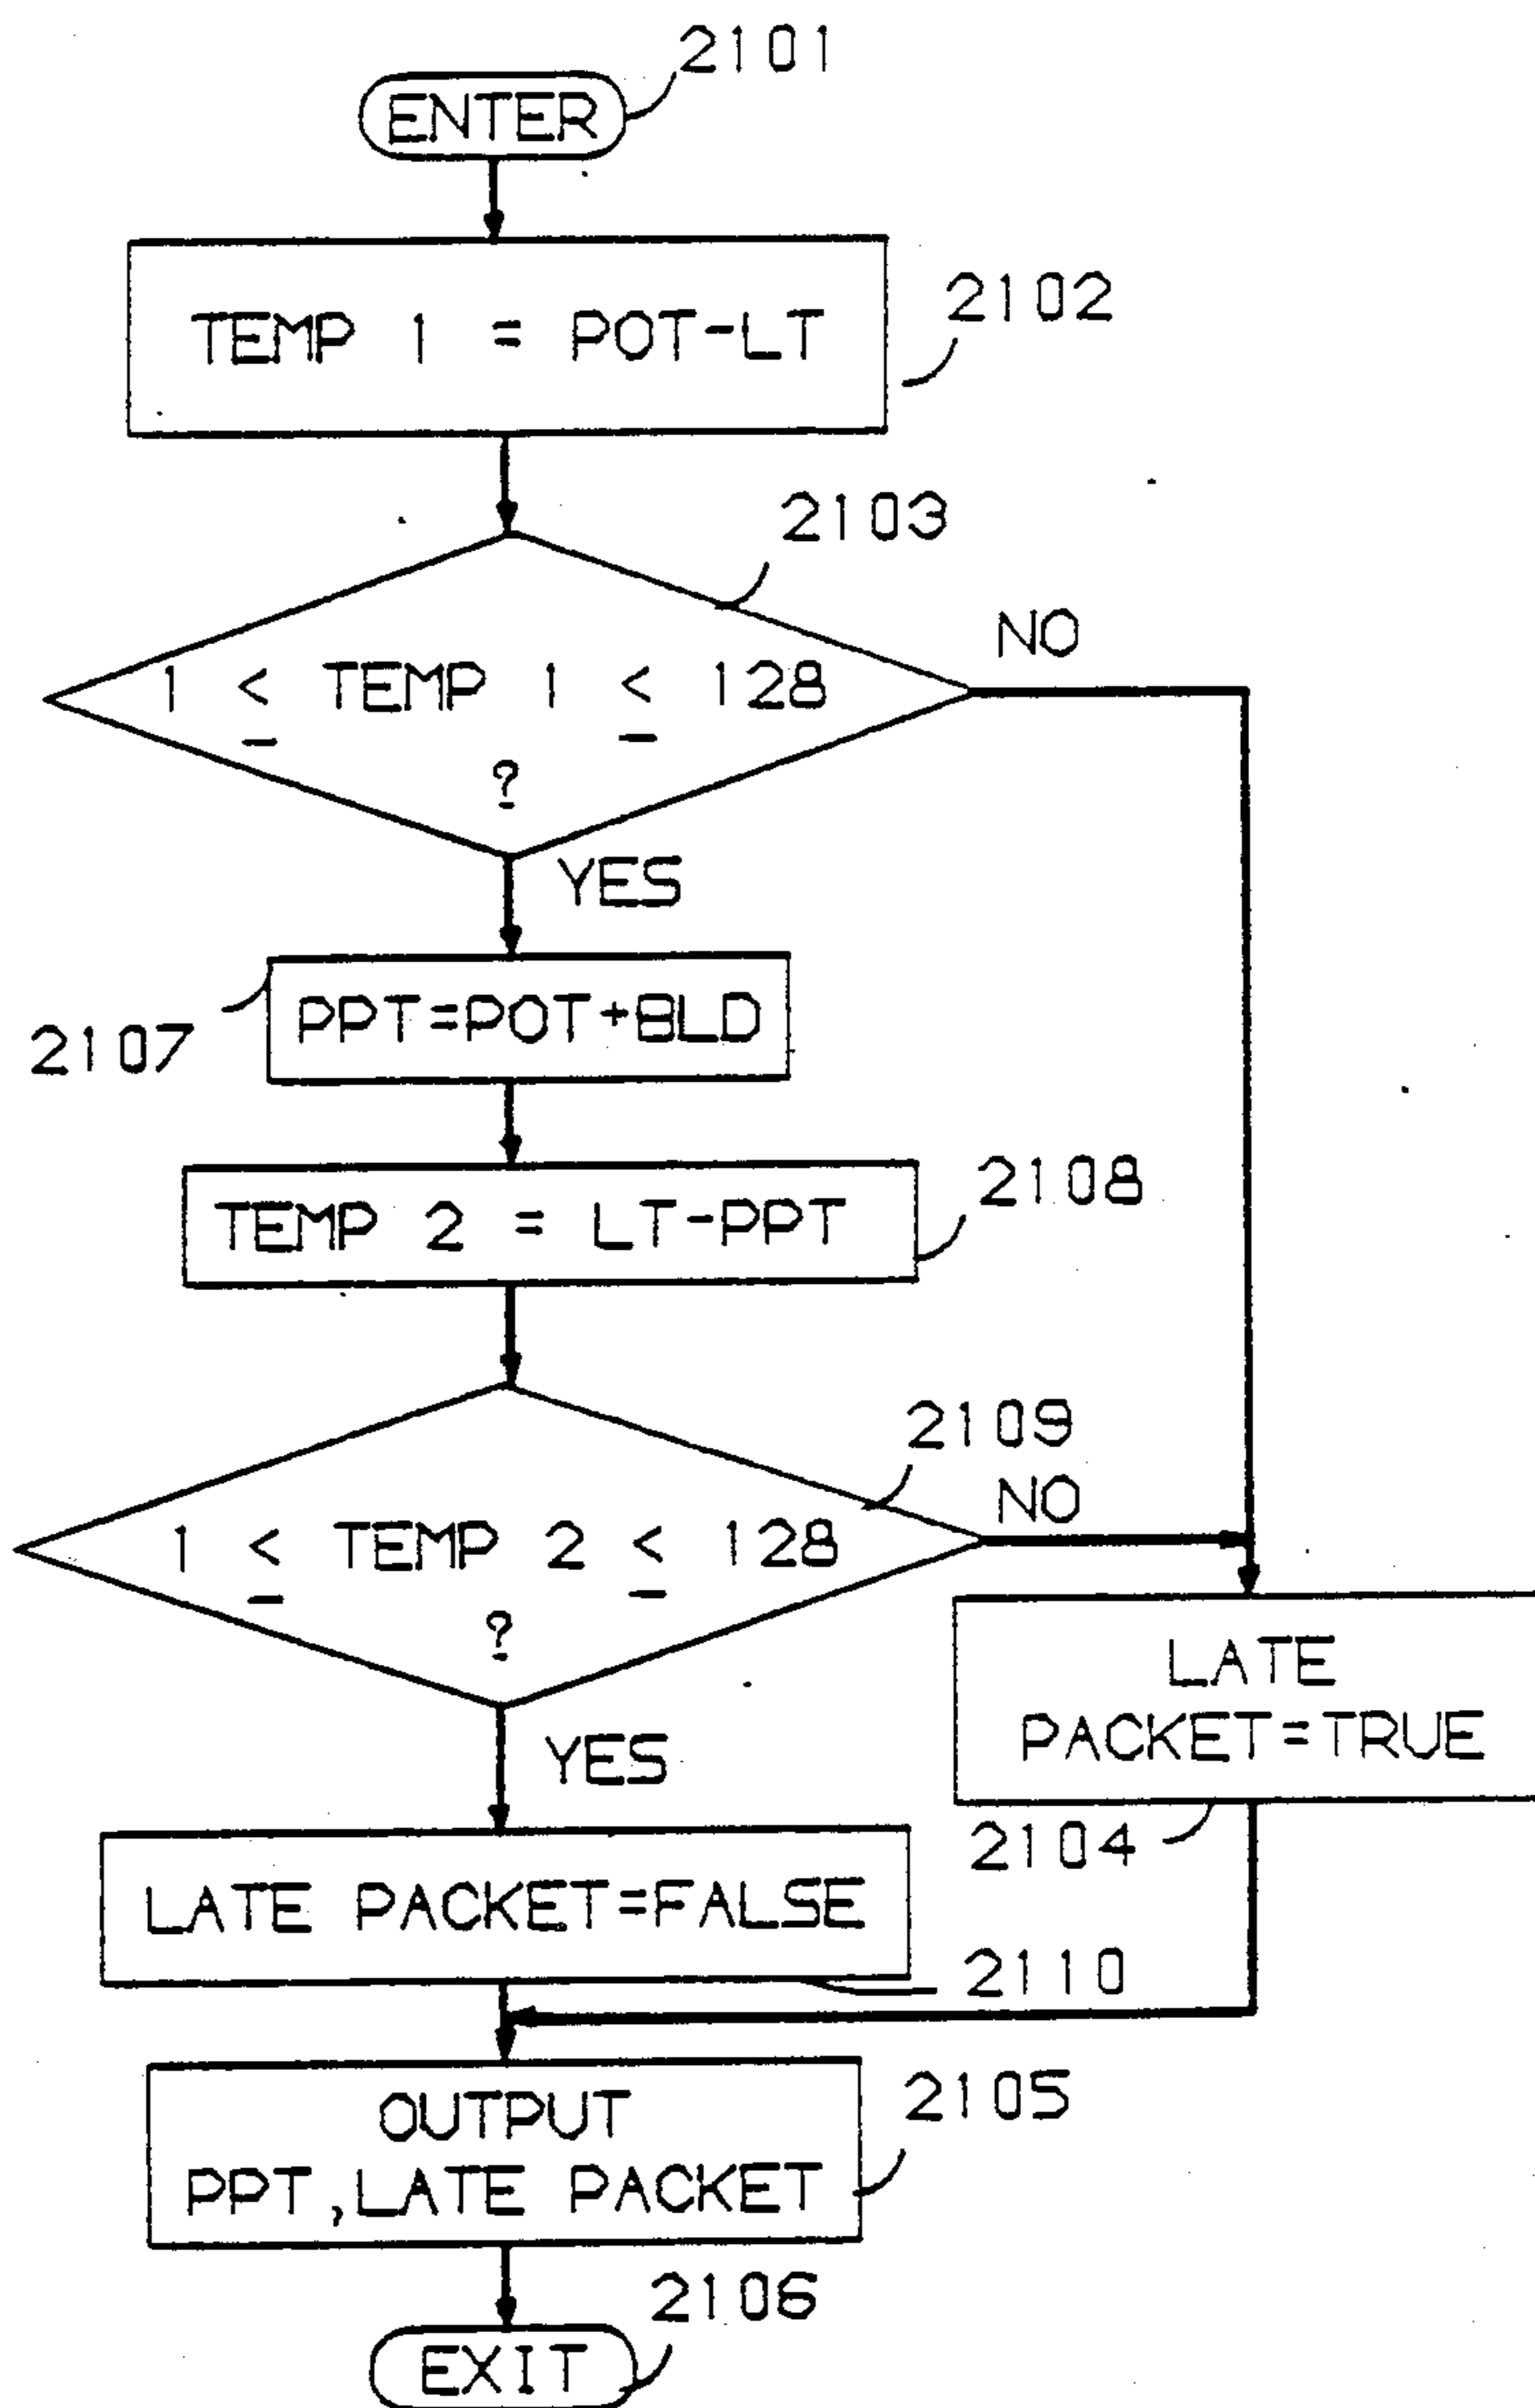 2101
ENTER
TEMP 1 = POT-LT
2102
2103
NO
1 ≤ TEMP 1 ≤ 128
?
YES
PPT=POT+BLD
2107
TEMP 2 = LT-PPT
2108
2109
NO
1 ≤ TEMP 2 ≤ 128
?
LATE
PACKET=TRUE
YES
2104
LATE PACKET=FALSE
2110
OUTPUT
PPT,LATE PACKET
2105
2106
EXIT